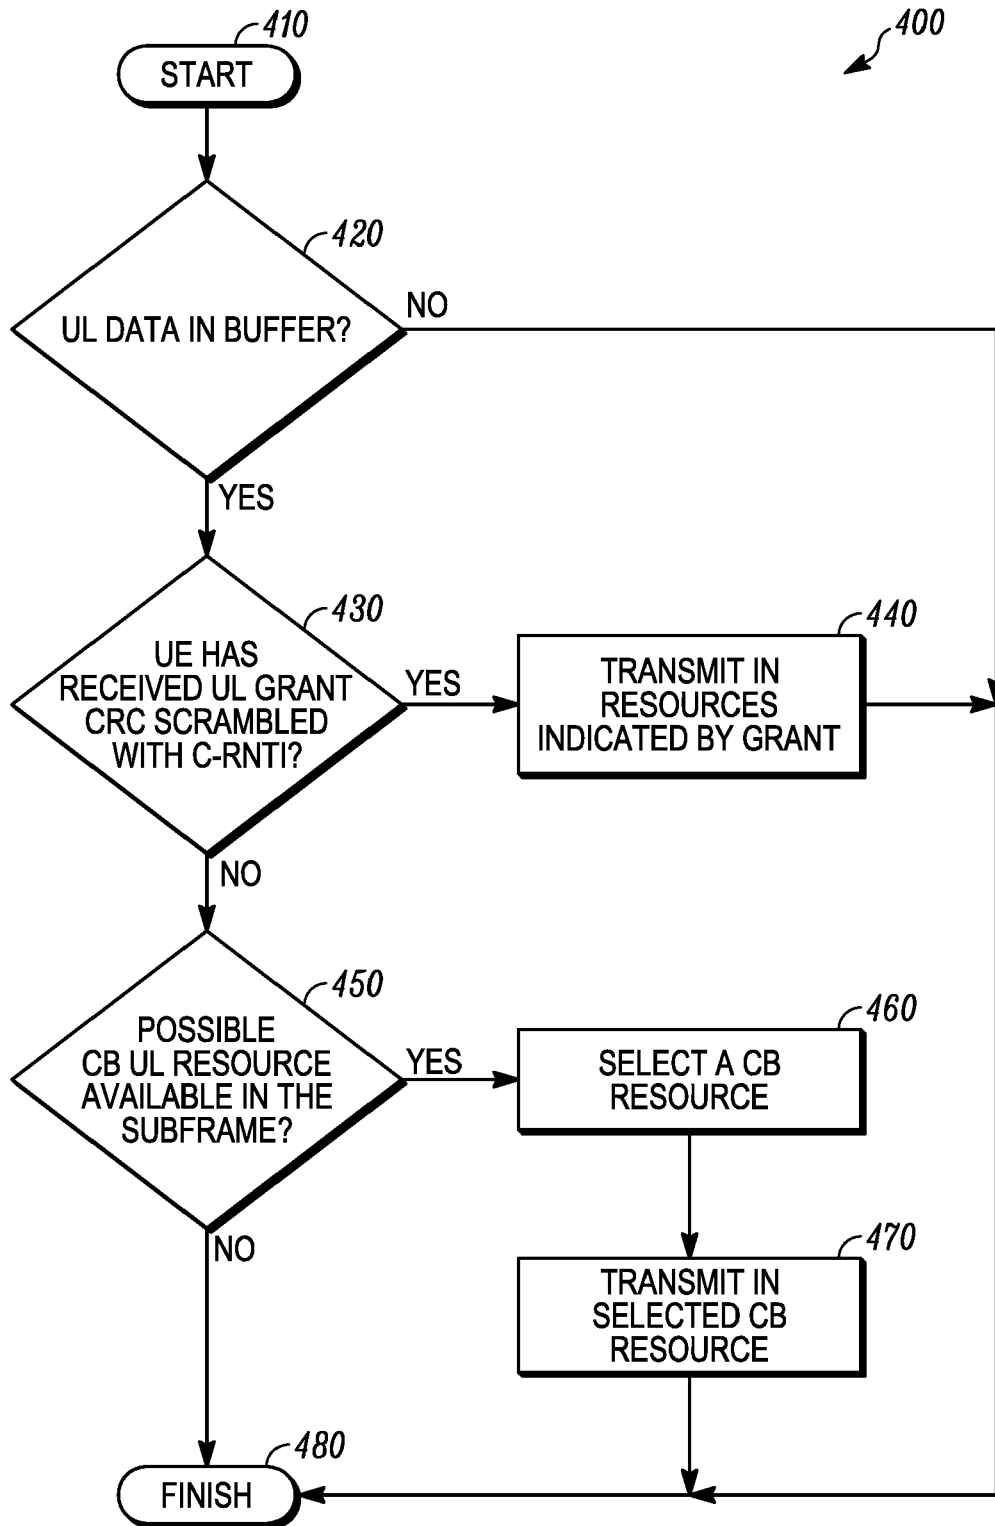 410
400
START
420
NO
UL DATA IN BUFFER?
YES
430
440
UE HAS
RECEIVED UL GRANT
CRC SCRAMBLED
WITH C-RNTI?
YES
TRANSMIT IN
RESOURCES
INDICATED BY GRANT
NO
450
460
POSSIBLE
CB UL RESOURCE
AVAILABLE IN THE
SUBFRAME?
YES
SELECT A CB
RESOURCE
NO
470
TRANSMIT IN
SELECTED CB
RESOURCE
480
FINISH